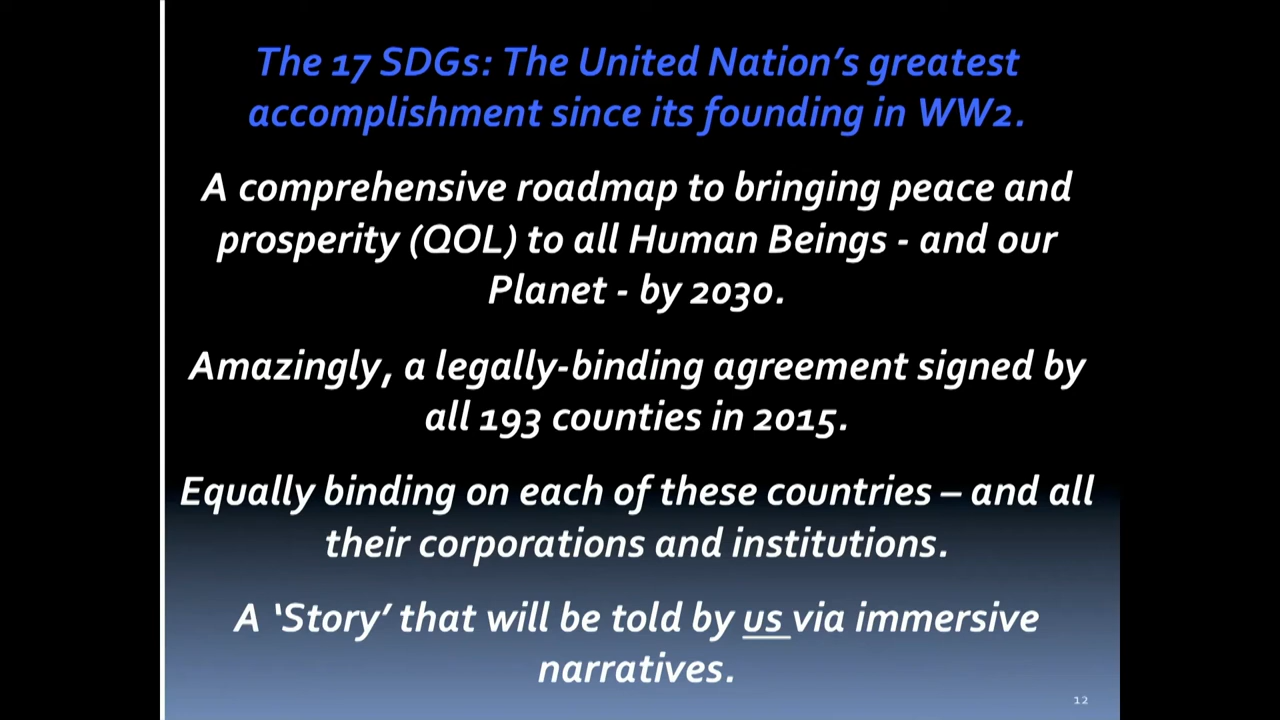 The 17 SDGs: The United Nation’s greatest
accomplishment since its founding in WW2.
A comprehensive roadmap to bringing peace and
prosperity (QOL) to all Human Beings - and our
Planet - by 2030.
Amazingly, a legally-binding agreement signed by
all 193 counties in 2015.
Equally binding on each of these countries – and all
their corporations and institutions.
A ‘Story’ that will be told by us via immersive
narratives.
12